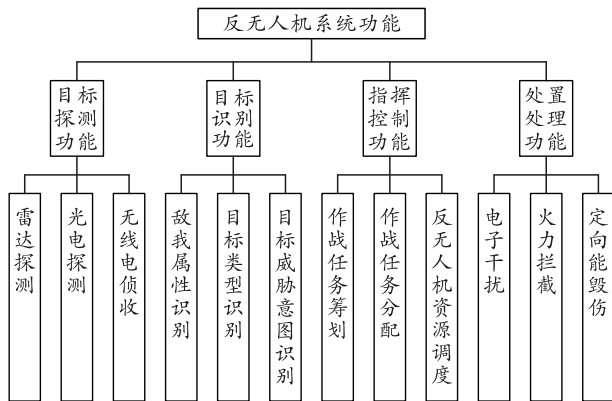 反无人机系统功能
目标
探测
功能
目标
识别
功能
指挥
控制
功能
处置
处理
功能
雷达探测
光电探测
无线电侦收
敌我属性识别
目标类型识别
目标威胁意图识别
作战任务筹划
作战任务分配
反无人机资源调度
电子干扰
火力拦截
定向能毁伤